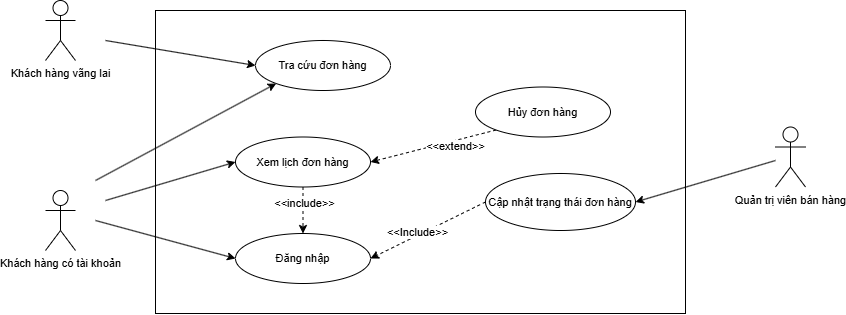 Khách hàng vãng lai
Tra cứu đơn hàng
Hủy đơn hàng
<<extend>>
Xem lịch đơn hàng
Quản trị viên bán hàng
<<include>>
Cập nhật trạng thái đơn hàng
<<Include>>
Khách hàng có tài khoản
Đăng nhập